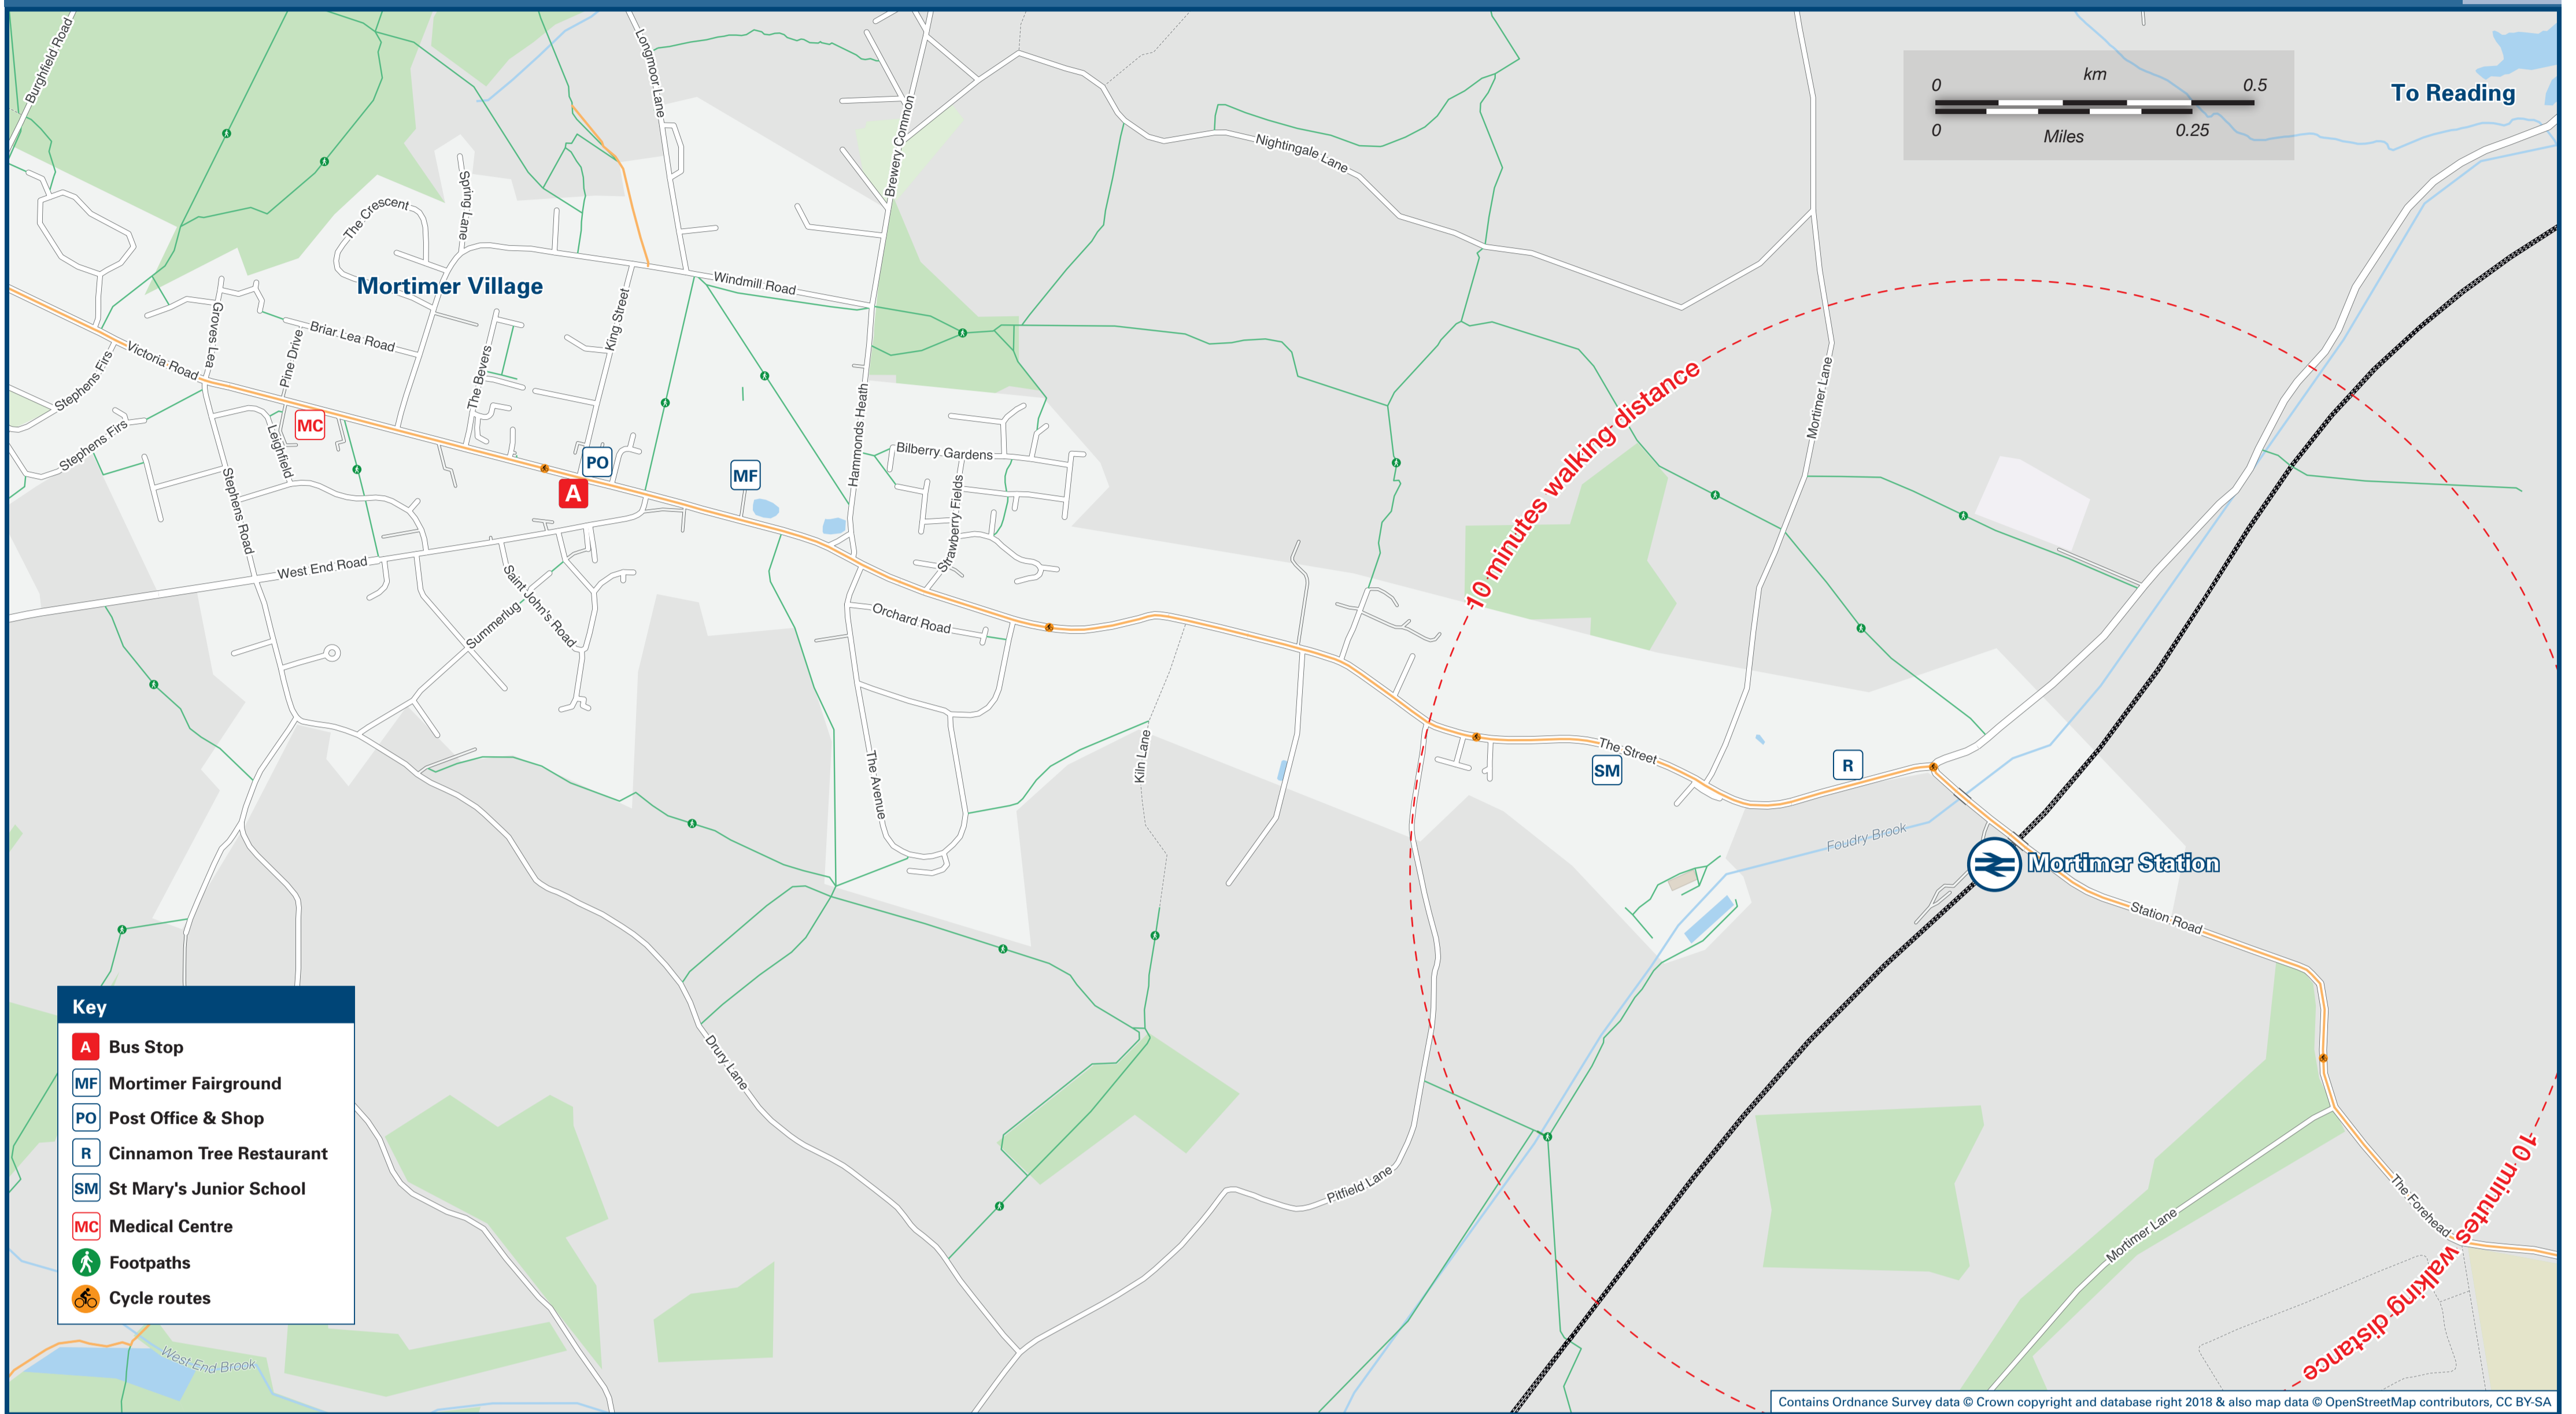 Burghfield Road
Longmoor Lane
Brewery Common
Nightingale Lane
0 km 0.5
0 Miles 0.25
To Reading
The Crescent
Spring Lane
Mortimer Village
Windmill Road
King Street
Groves Lea
Briar Lea Road
Pine Drive
The Bevers
Victoria Road
Stephens Firs
Stephens Firs
MC
Leighfield
PO
A
MF
Hammonds Heath
Bilberry Gardens
Strawberry Fields
Stephens Road
West End Road
Saint John's Road
Summerlug
Orchard Road
The Avenue
Kiln Lane
10 minutes walking distance
Mortimer Lane
The Street
SM
R
Foudry Brook
Mortimer Station
Station Road
Drury Lane
Pitfield Lane
Mortimer Lane
The Forehead
10 minutes walking distance
West End Brook
Key
A Bus Stop
MF Mortimer Fairground
PO Post Office & Shop
R Cinnamon Tree Restaurant
SM St Mary's Junior School
MC Medical Centre
Footpaths
Cycle routes
Contains Ordnance Survey data © Crown copyright and database right 2018 & also map data © OpenStreetMap contributors, CC BY-SA